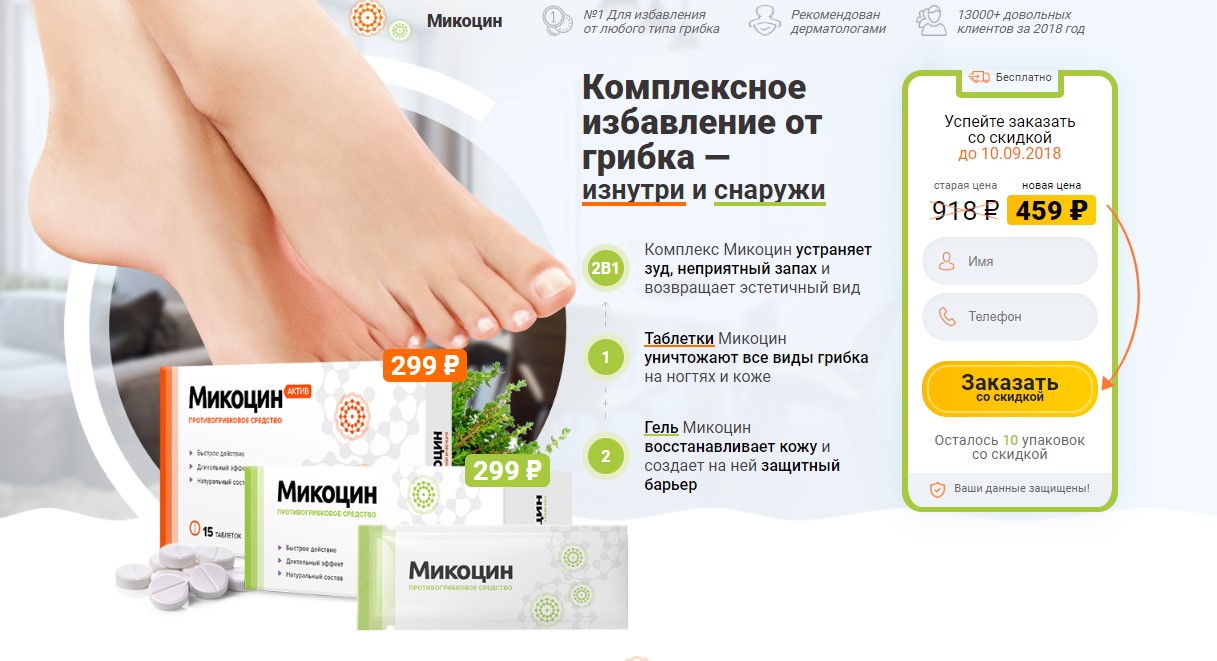 Микоцин
№1 Для избавления
от любого типа грибка
Рекомендован
дерматологами
13000+ довольных
клиентов за 2018 год
Комплексное
избавление от
грибка —
изнутри и снаружи
2В1
Комплекс Микоцин устраняет
зуд, неприятный запах и
возвращает эстетичный вид
1
Таблетки Микоцин
уничтожают все виды грибка
на ногтях и коже
2
Гель Микоцин
восстанавливает кожу и
создает на ней защитный
барьер
Бесплатно
Успейте заказать
со скидкой
до 10.09.2018
старая цена
новая цена
918 ₽
459 ₽
Имя
Телефон
Заказать
со скидкой
Осталось 10 упаковок
со скидкой
Ваши данные защищены!
299 ₽
Микоцин АКТИВ
ПРОТИВОГРИБКОВОЕ СРЕДСТВО
Быстрое действие
Длительный
Натуральный
15 ТАБЛЕТОК
299 ₽
Микоцин
ПРОТИВОГРИБКОВОЕ СРЕДСТВО
Быстрое действие
Длительный эффект
Натуральный состав
Микоцин
ПРОТИВОГРИБКОВОЕ СРЕДСТВО